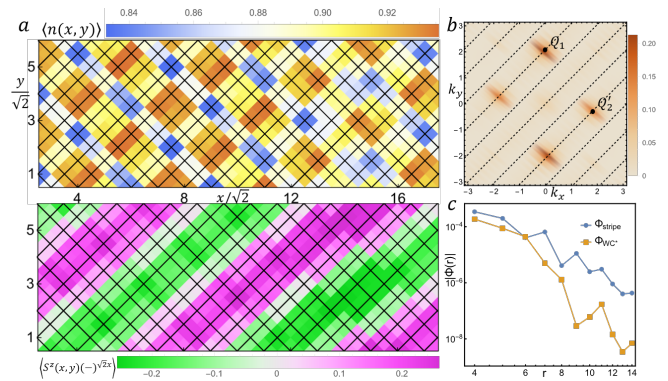 a
⟨n(x,y)⟩
0.84 0.86 0.88 0.90 0.92
y/√2
5
3
1
4 8 x/√2 12 16
5
3
1
⟨S^z(x,y)(−)^√2x⟩
-0.2 -0.1 0 0.1 0.2
b
Q₁
Q₂
k_y
3
2
1
0
-1
-2
-3
-3 -2 -1 0 1 2 3
k_x
0.20
0.15
0.10
0.05
0
c
|Φ(r)|
10⁻⁴
10⁻⁶
10⁻⁸
Φ_stripe
Φ_WC*
4 6 r 8 10 12 14